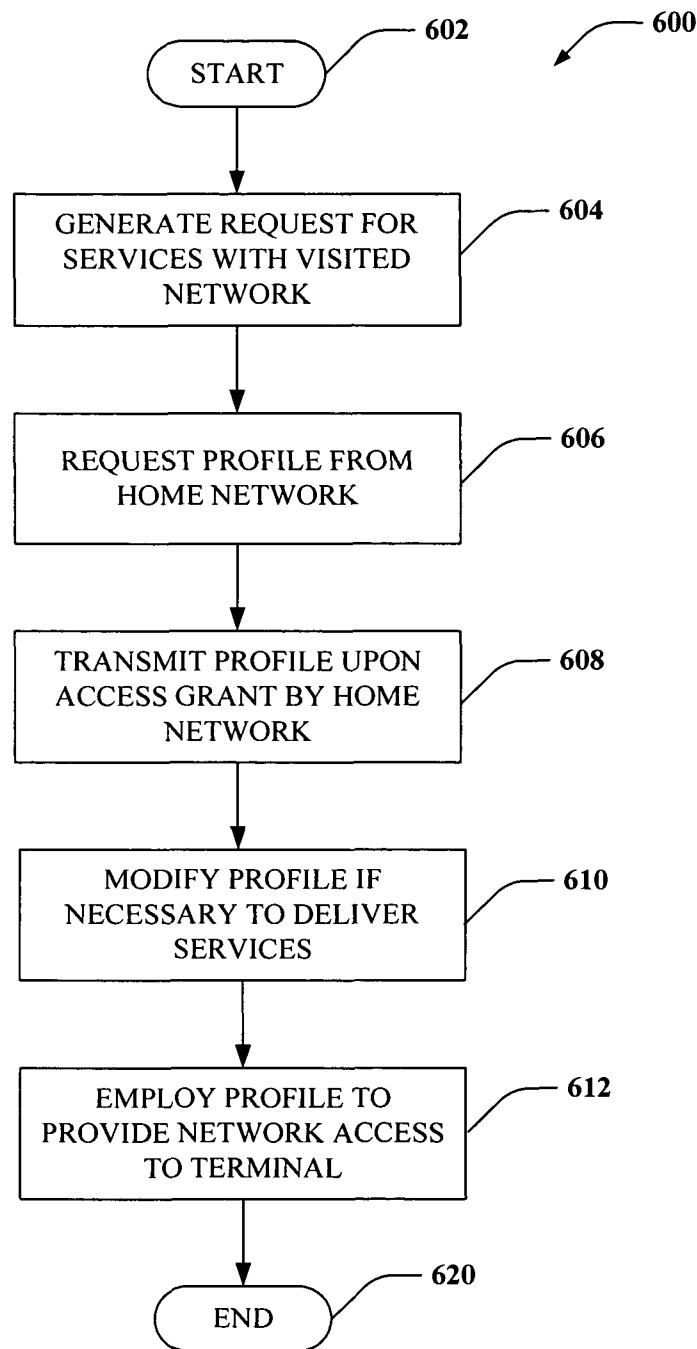 600
START
602
GENERATE REQUEST FOR
SERVICES WITH VISITED
NETWORK
604
REQUEST PROFILE FROM
HOME NETWORK
606
TRANSMIT PROFILE UPON
ACCESS GRANT BY HOME
NETWORK
608
MODIFY PROFILE IF
NECESSARY TO DELIVER
SERVICES
610
EMPLOY PROFILE TO
PROVIDE NETWORK ACCESS
TO TERMINAL
612
END
620